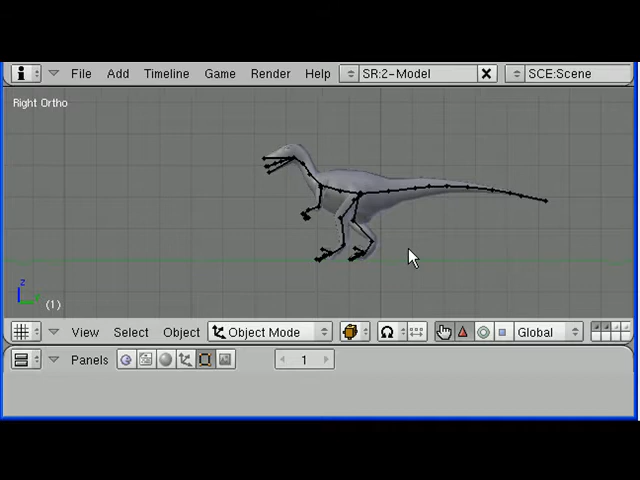 File Add Timeline Game Render Help SR:2-Model SCE:Scene
Right Ortho
z
(1)
View Select Object Object Mode Global
Panels 1